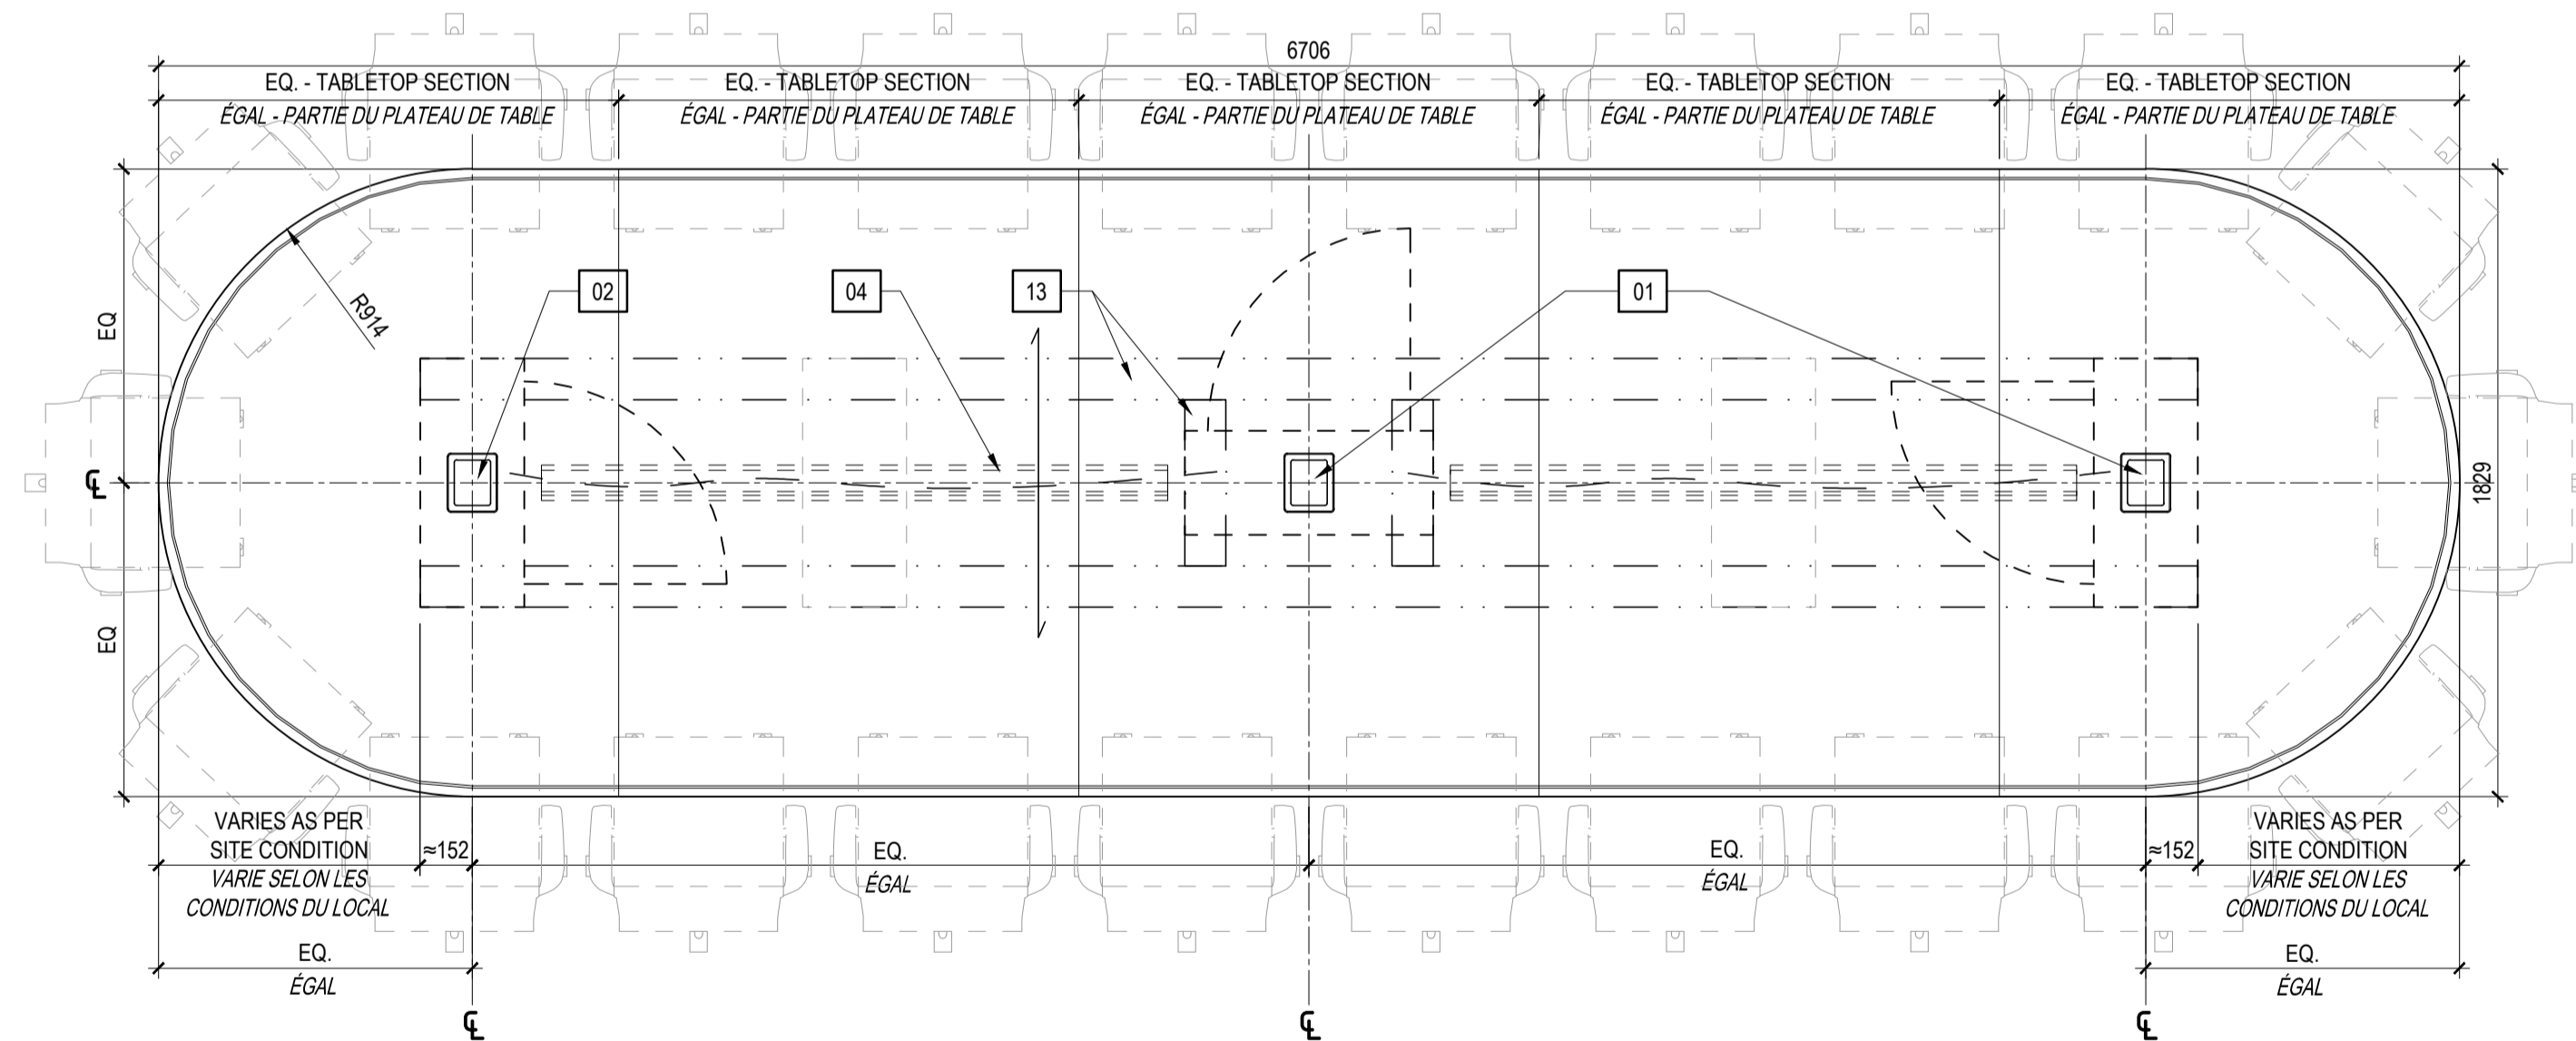 6706
EQ. - TABLETOP SECTION
ÉGAL - PARTIE DU PLATEAU DE TABLE
EQ. - TABLETOP SECTION
ÉGAL - PARTIE DU PLATEAU DE TABLE
EQ. - TABLETOP SECTION
ÉGAL - PARTIE DU PLATEAU DE TABLE
EQ. - TABLETOP SECTION
ÉGAL - PARTIE DU PLATEAU DE TABLE
EQ. - TABLETOP SECTION
ÉGAL - PARTIE DU PLATEAU DE TABLE
EQ
R914
02
04
13
01
℄
1829
EQ
VARIES AS PER
SITE CONDITION
VARIE SELON LES
CONDITIONS DU LOCAL
≈152
EQ.
ÉGAL
EQ.
ÉGAL
≈152
VARIES AS PER
SITE CONDITION
VARIE SELON LES
CONDITIONS DU LOCAL
EQ.
ÉGAL
EQ.
ÉGAL
℄
℄
℄